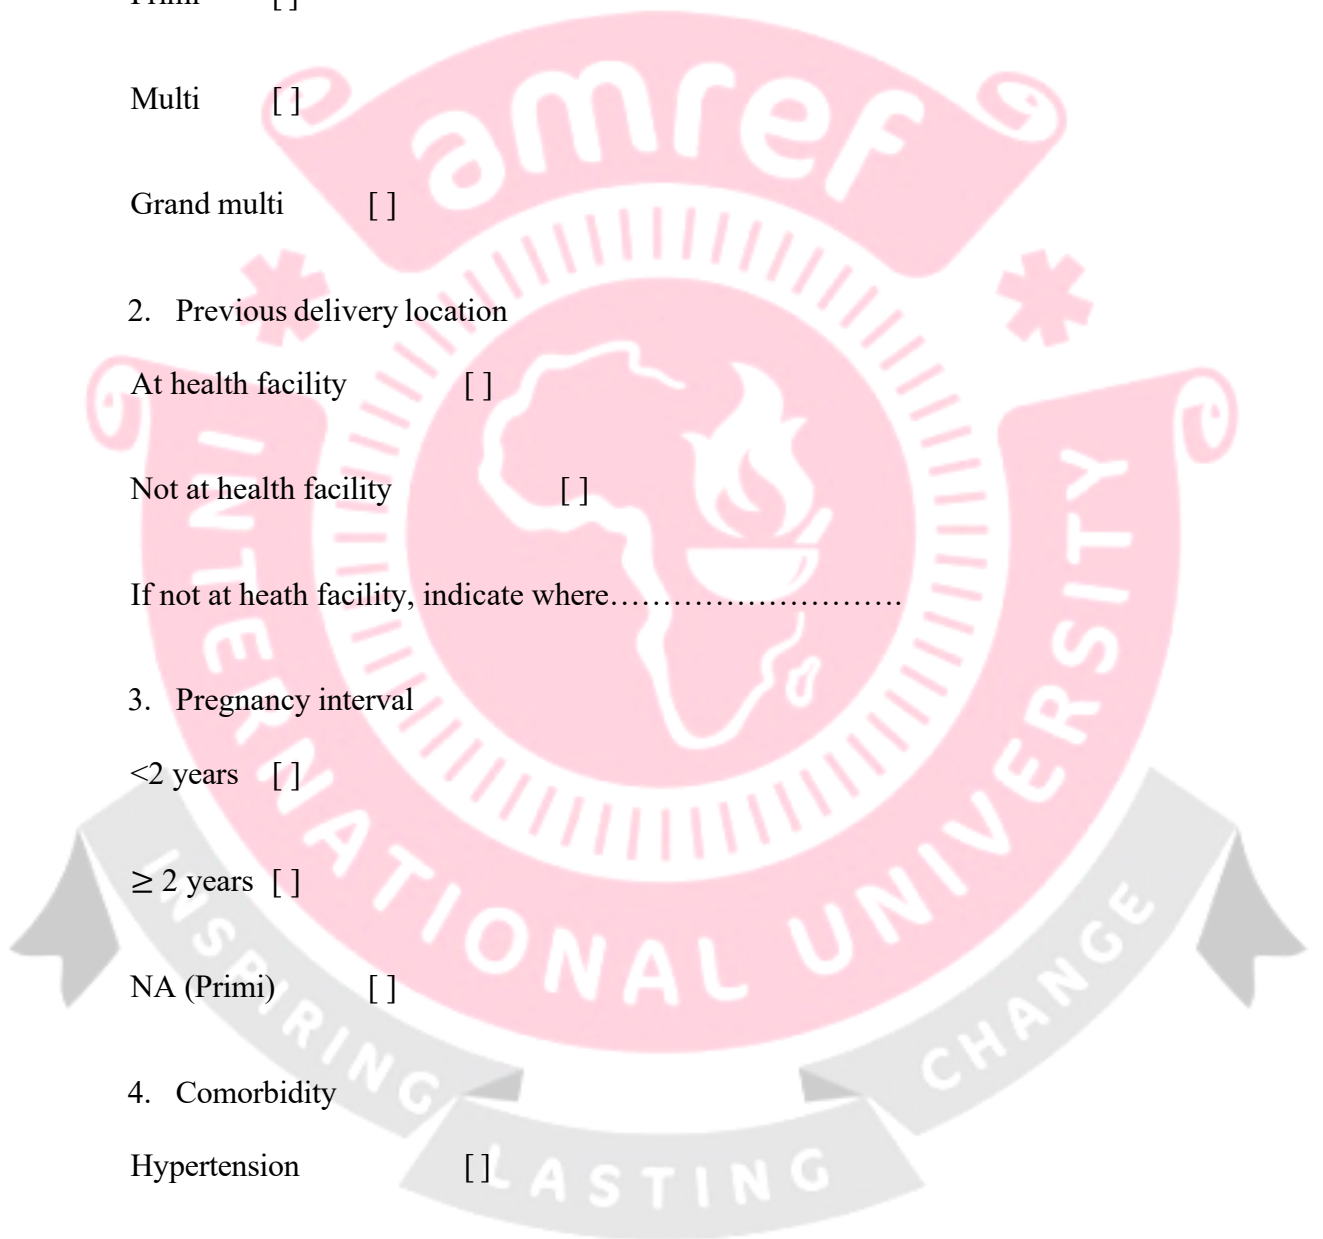 Primi [ ]
amref
Multi [ ]
Grand multi [ ]
2. Previous delivery location
At health facility [ ]
Not at health facility [ ]
If not at heath facility, indicate where………………………….
3. Pregnancy interval
<2 years [ ]
≥ 2 years [ ]
NA (Primi) [ ]
4. Comorbidity
Hypertension [ ]
INTERNATIONAL UNIVERSITY
INSPIRING LASTING CHANGE